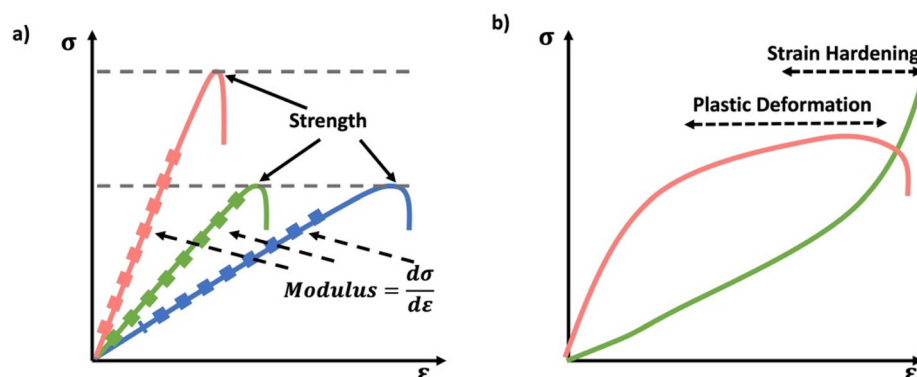 a)
σ
Strength
Modulus = dσ/dε
ε
b)
σ
Strain Hardening
Plastic Deformation
ε